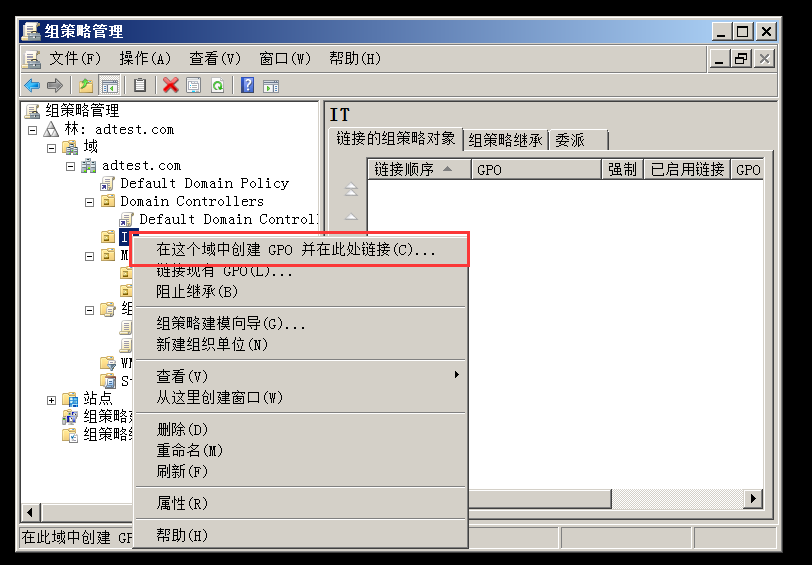 组策略管理
文件(F) 操作(A) 查看(V) 窗口(W) 帮助(H)
组策略管理
林: adtest.com
域
adtest.com
Default Domain Policy
Domain Controllers
Default Domain Control
I
M
组
WM
St
站点
组策略建
组策略结
IT
链接的组策略对象 组策略继承 委派
链接顺序 GPO 强制 已启用链接 GPO
在这个域中创建 GPO 并在此处链接(C)...
链接现有 GPO(L)...
阻止继承(B)
组策略建模向导(G)...
新建组织单位(N)
查看(V)
从这里创建窗口(W)
删除(D)
重命名(M)
刷新(F)
属性(R)
帮助(H)
在此域中创建 GP